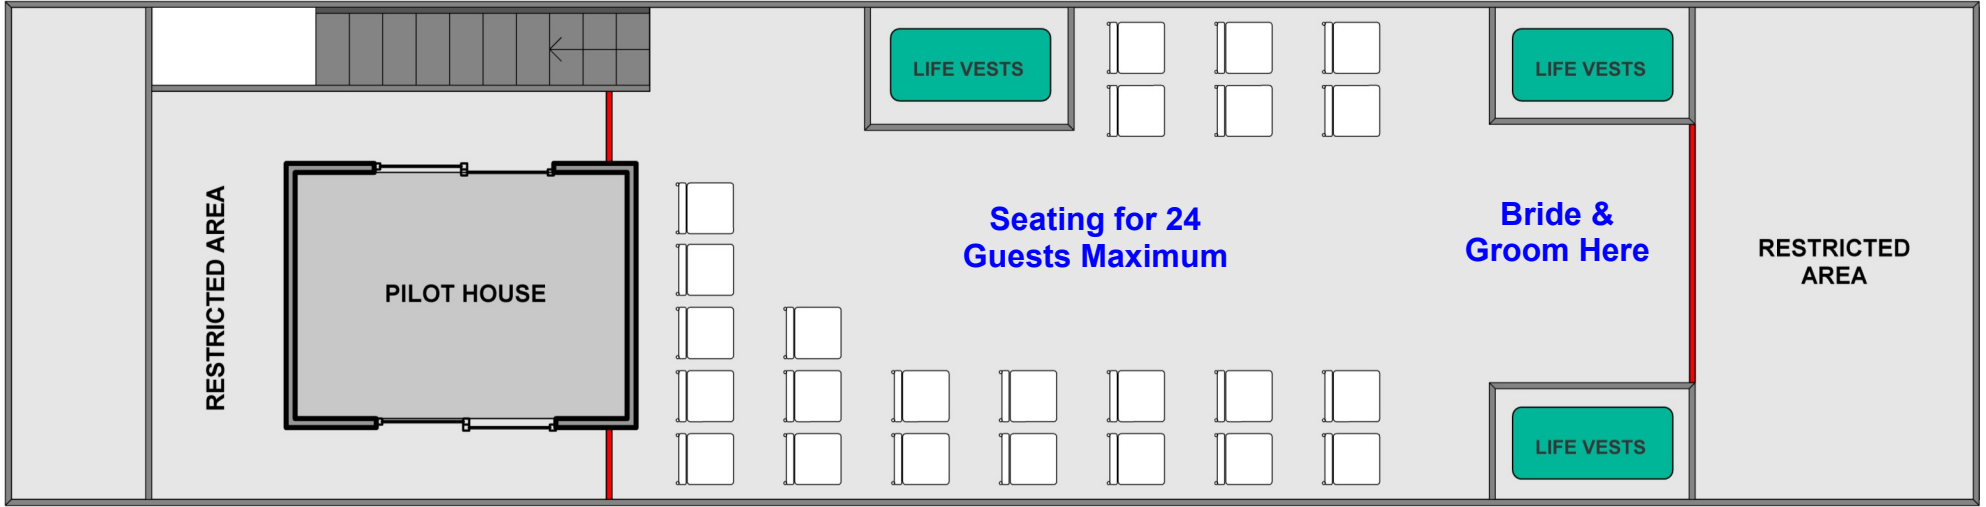 LIFE VESTS
LIFE VESTS
RESTRICTED AREA
PILOT HOUSE
Seating for 24
Guests Maximum
Bride &
Groom Here
RESTRICTED
AREA
LIFE VESTS